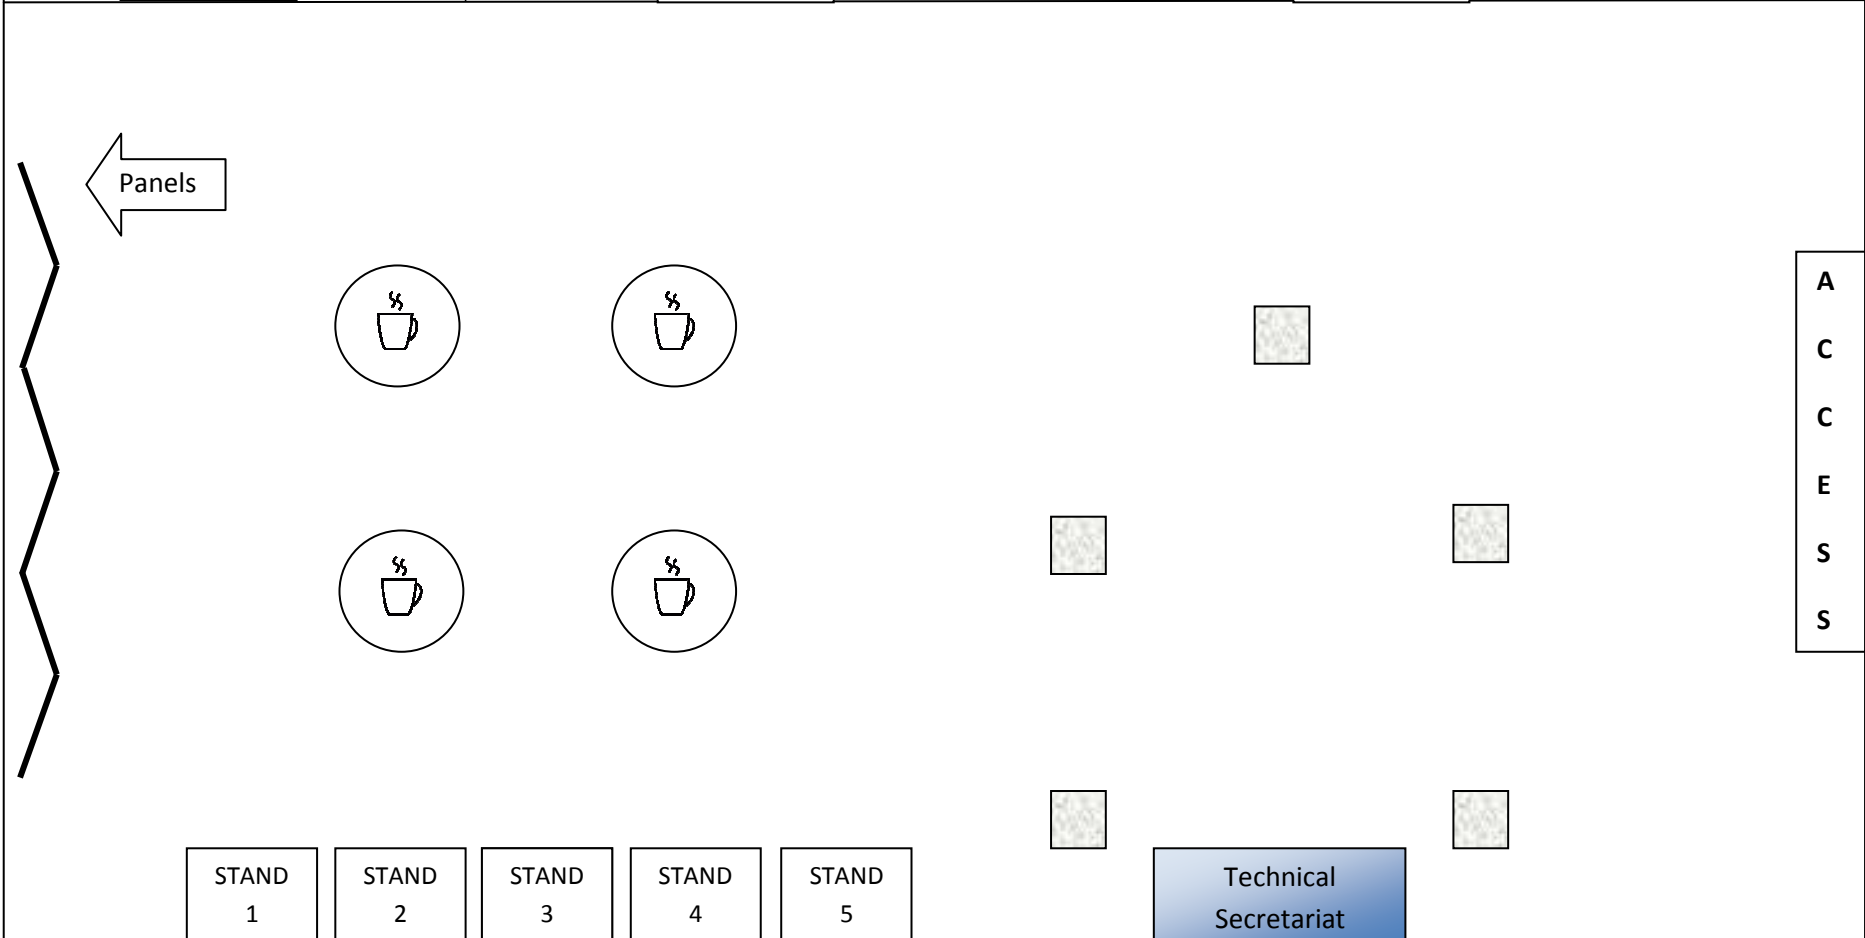 Panels
A
C
C
E
S
S
STAND
1
STAND
2
STAND
3
STAND
4
STAND
5
Technical
Secretariat